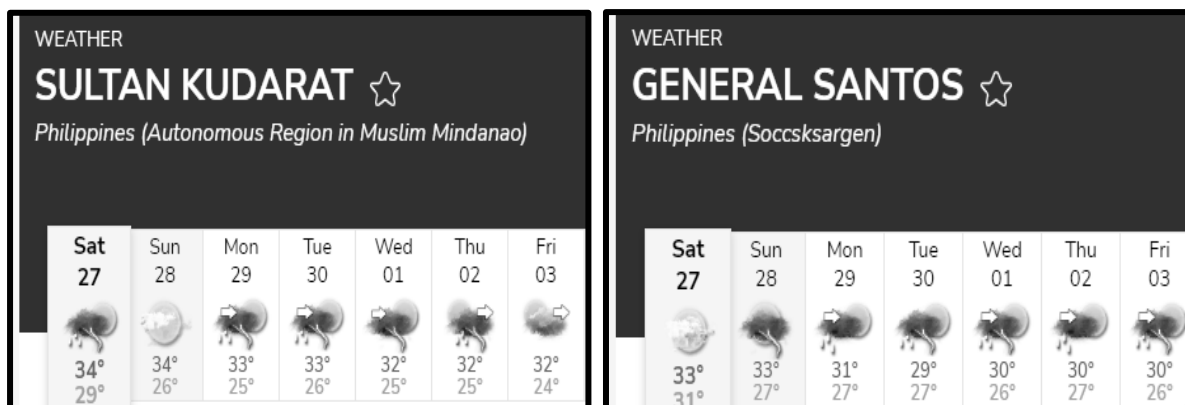 WEATHER
SULTAN KUDARAT
Philippines (Autonomous Region in Muslim Mindanao)
Sat Sun Mon Tue Wed Thu Fri
27 28 29 30 01 02 03
34° 34° 33° 33° 32° 32° 32°
29° 26° 25° 26° 25° 25° 24°
WEATHER
GENERAL SANTOS
Philippines (Soccsksargen)
Sat Sun Mon Tue Wed Thu Fri
27 28 29 30 01 02 03
33° 33° 31° 29° 30° 30° 30°
31° 27° 27° 27° 26° 27° 26°